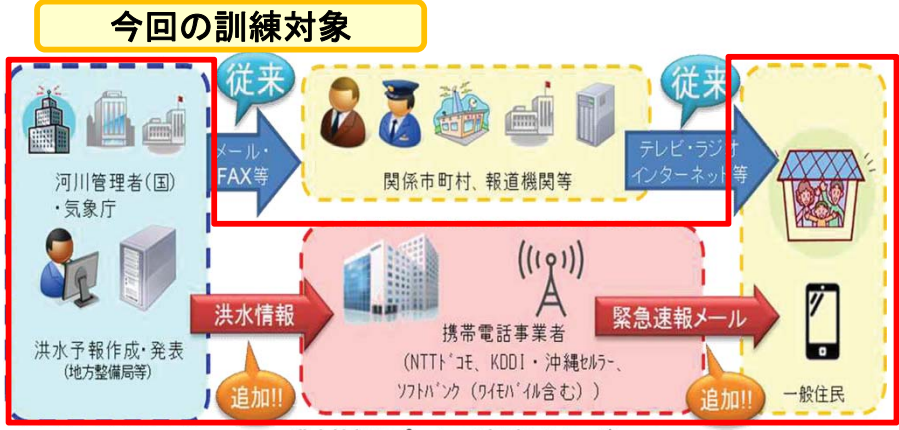 今回の訓練対象
従来
従来
メール・
FAX等
テレビ・ラジオ
インターネット等
関係市町村、報道機関等
河川管理者(国)
・気象庁
洪水予報作成・発表
(地方整備局等)
洪水情報
追加!!
携帯電話事業者
(NTTドコモ、KDDI・沖縄セルラー、
ソフトバンク(ワイモバイル含む))
緊急速報メール
追加!!
一般住民